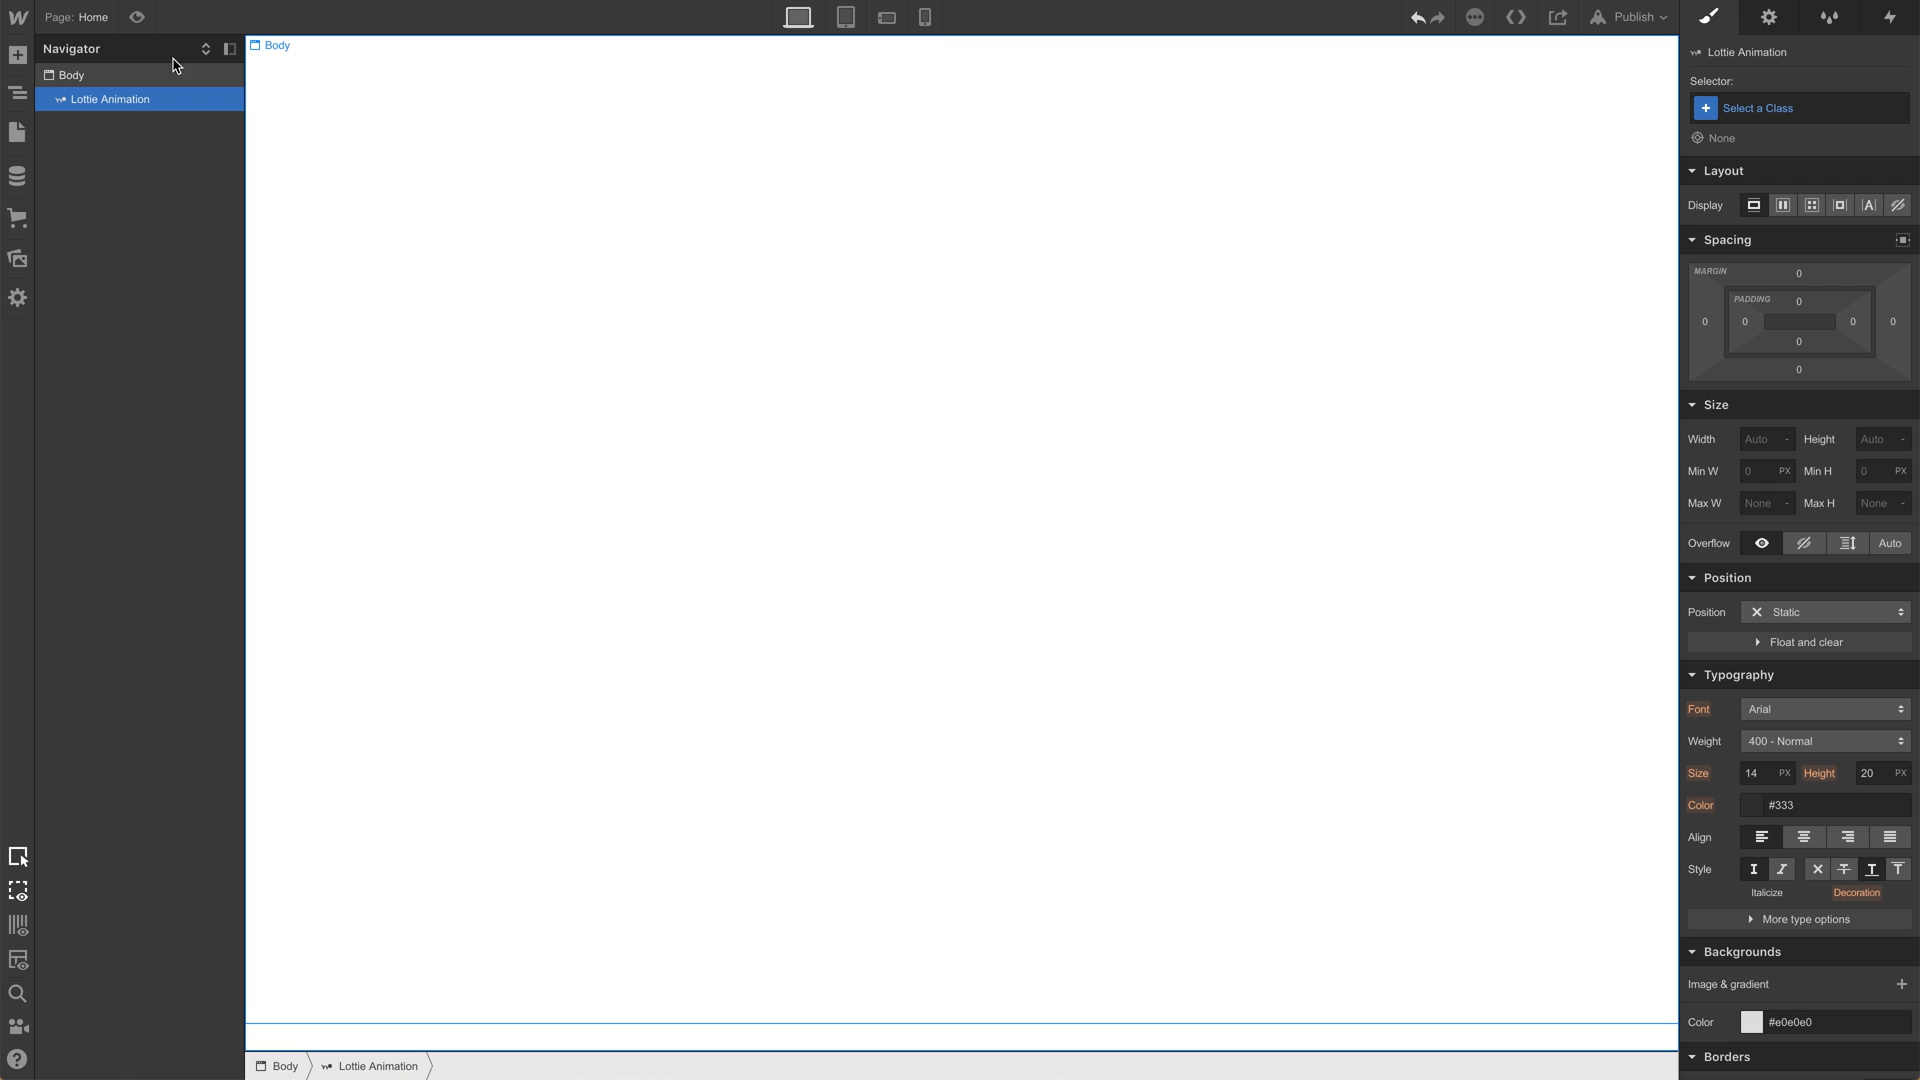 Page: Home
Publish
Navigator
Body
Lottie Animation
Body
Body
Lottie Animation
Lottie Animation
Selector:
+ Select a Class
None
Layout
Display
Spacing
MARGIN
0
PADDING
0
0 0 0 0
0
0
Size
Width Auto - Height Auto -
Min W 0 PX Min H 0 PX
Max W None - Max H None -
Overflow Auto
Position
Position Static
Float and clear
Typography
Font Arial
Weight 400 - Normal
Size 14 PX Height 20 PX
Color #333
Align
Style
Italicize Decoration
More type options
Backgrounds
Image & gradient
Color #e0e0e0
Borders